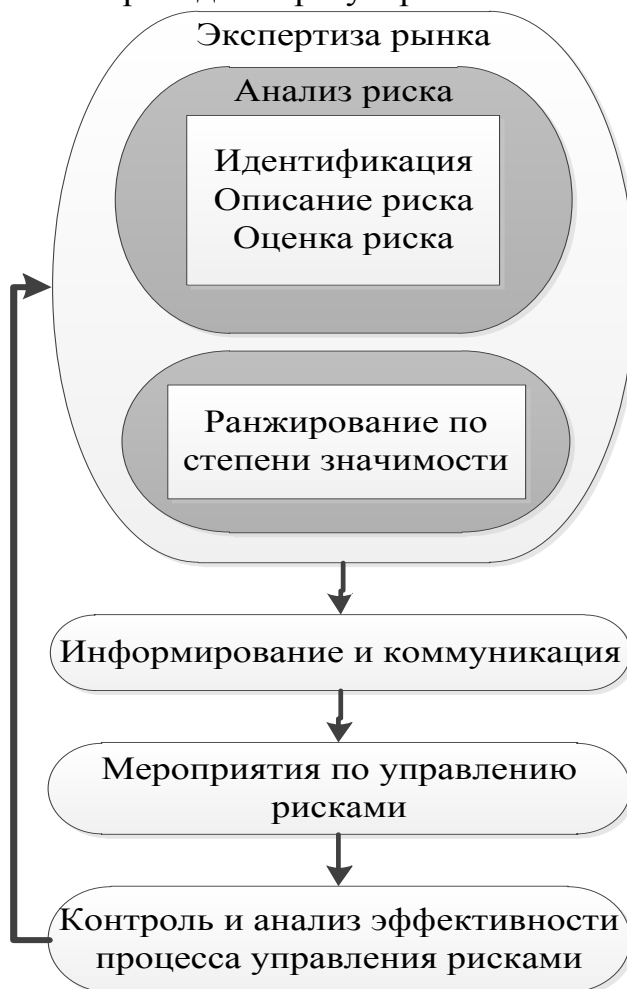 Экспертиза рынка
Анализ риска
Идентификация
Описание риска
Оценка риска
Ранжирование по
степени значимости
Информирование и коммуникация
Мероприятия по управлению
рисками
Контроль и анализ эффективности
процесса управления рисками